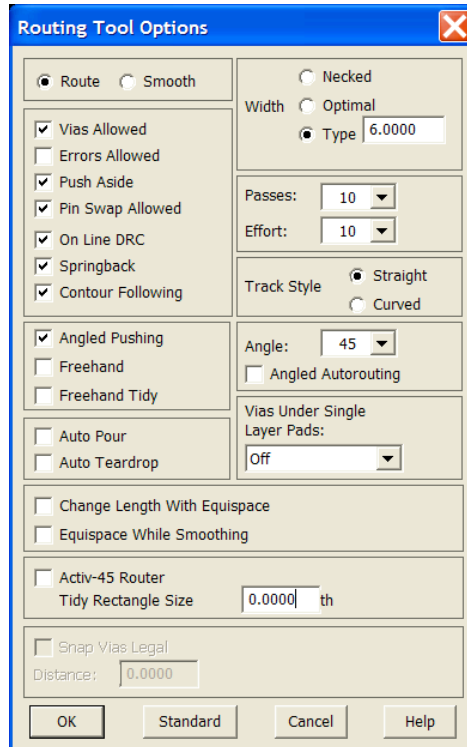 Routing Tool Options
Route Smooth
Vias Allowed
Errors Allowed
Push Aside
Pin Swap Allowed
On Line DRC
Springback
Contour Following
Angled Pushing
Freehand
Freehand Tidy
Auto Pour
Auto Teardrop
Necked
Width Optimal
Type 6.0000
Passes: 10
Effort: 10
Track Style Straight
Curved
Angle: 45
Angled Autorouting
Vias Under Single
Layer Pads:
Off
Change Length With Equispace
Equispace While Smoothing
Activ-45 Router
Tidy Rectangle Size 0.0000 th
Snap Vias Legal
Distance: 0.0000
OK Standard Cancel Help